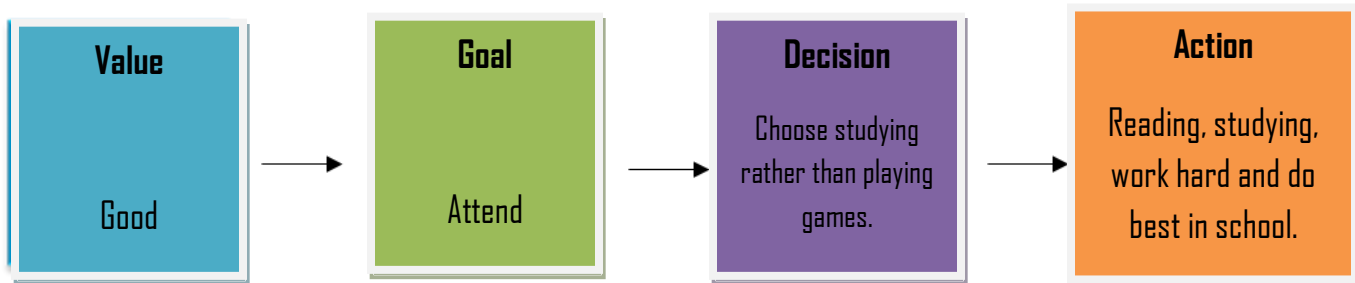 Value
Good
Goal
Attend
Decision
Choose studying
rather than playing
games.
Action
Reading, studying,
work hard and do
best in school.